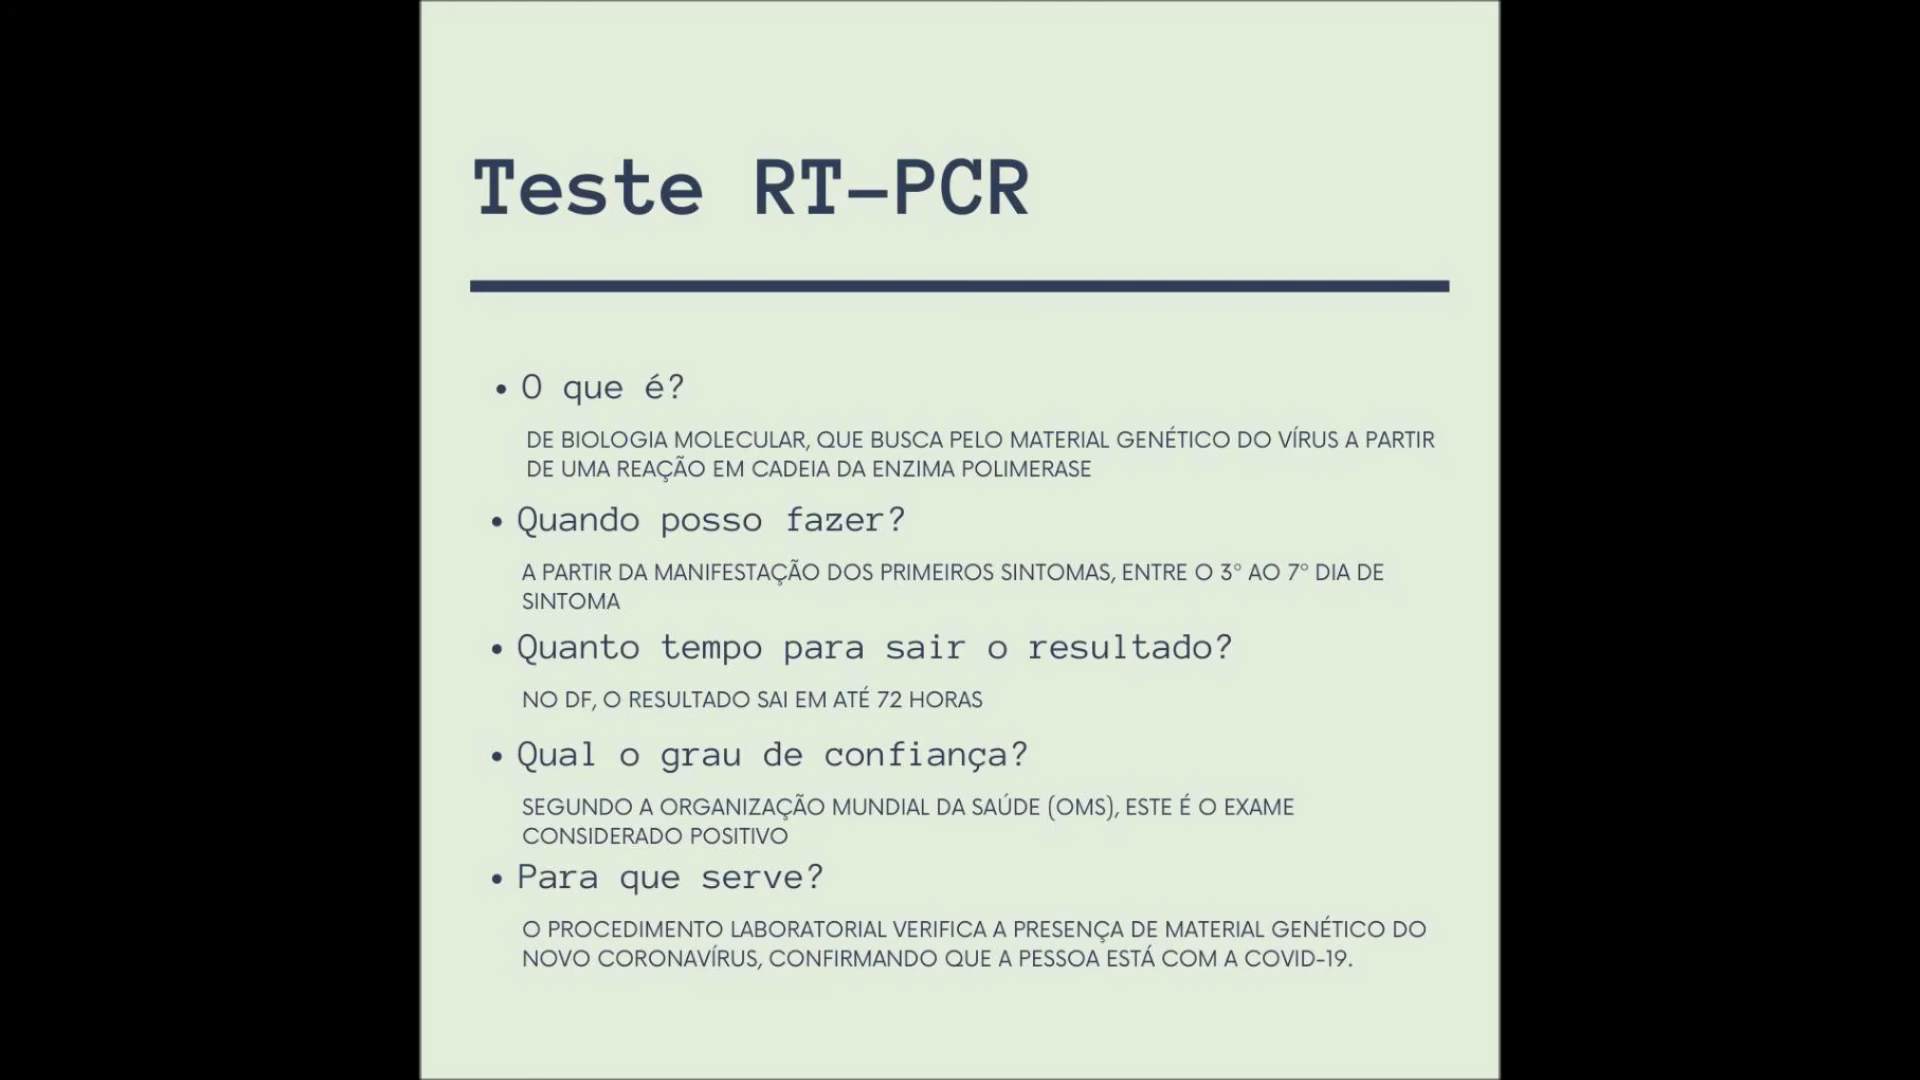 Teste RT-PCR
• O que é?
DE BIOLOGIA MOLECULAR, QUE BUSCA PELO MATERIAL GENÉTICO DO VÍRUS A PARTIR
DE UMA REAÇÃO EM CADEIA DA ENZIMA POLIMERASE
• Quando posso fazer?
A PARTIR DA MANIFESTAÇÃO DOS PRIMEIROS SINTOMAS, ENTRE O 3° AO 7° DIA DE
SINTOMA
• Quanto tempo para sair o resultado?
NO DF, O RESULTADO SAI EM ATÉ 72 HORAS
• Qual o grau de confiança?
SEGUNDO A ORGANIZAÇÃO MUNDIAL DA SAÚDE (OMS), ESTE É O EXAME
CONSIDERADO POSITIVO
• Para que serve?
O PROCEDIMENTO LABORATORIAL VERIFICA A PRESENÇA DE MATERIAL GENÉTICO DO
NOVO CORONAVÍRUS, CONFIRMANDO QUE A PESSOA ESTÁ COM A COVID-19.